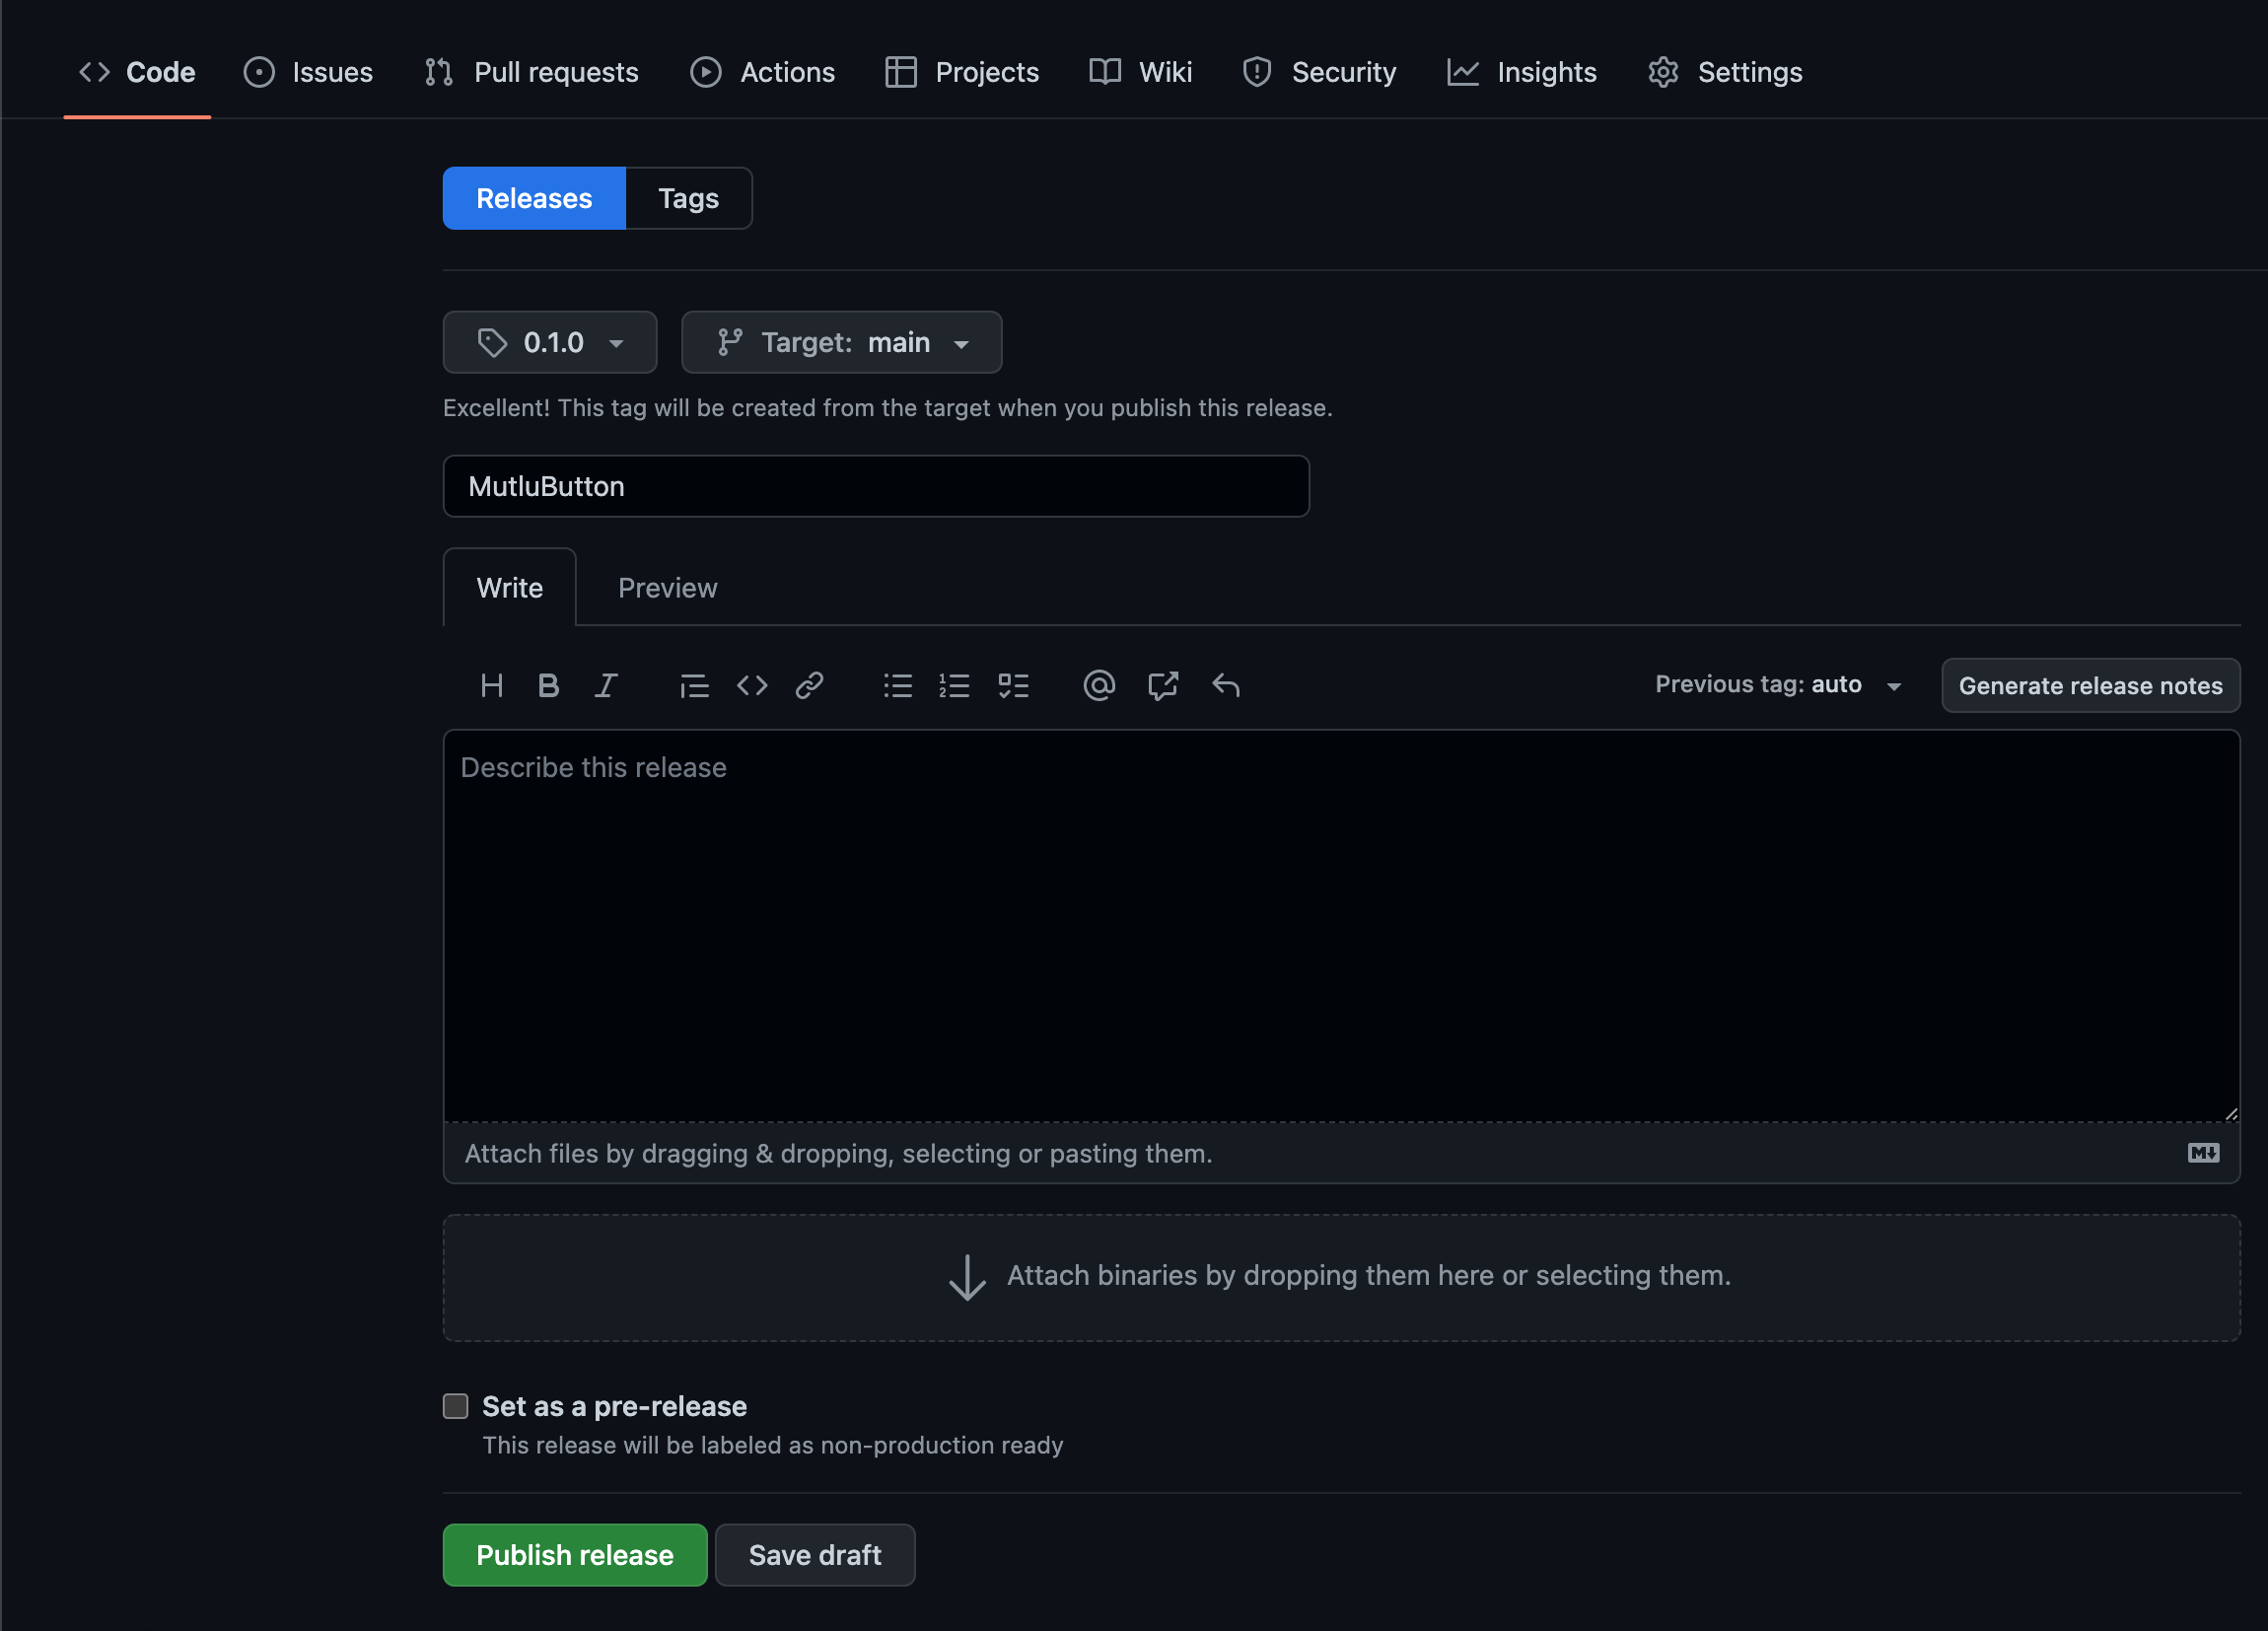 Code Issues Pull requests Actions Projects Wiki Security Insights Settings
Releases Tags
0.1.0 Target: main
Excellent! This tag will be created from the target when you publish this release.
MutluButton
Write Preview
Previous tag: auto Generate release notes
Describe this release
Attach files by dragging & dropping, selecting or pasting them.
Attach binaries by dropping them here or selecting them.
Set as a pre-release
This release will be labeled as non-production ready
Publish release Save draft